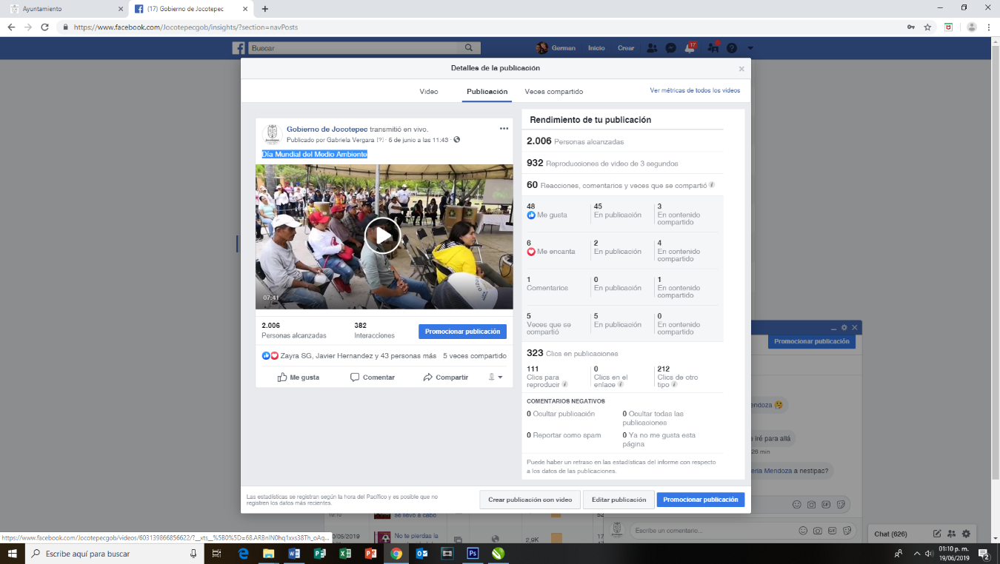 Ayuntamiento
(17) Gobierno de Jocotepec
https://www.facebook.com/Jocotepecgob/insights/?section=navPosts
Buscar
German
Inicio
Crear
17
Detalles de la publicación
Video
Publicación
Veces compartido
Ver métricas de todos los videos
Gobierno de Jocotepec transmitió en vivo.
Publicado por Gabriela Vergara [?] · 5 de junio a las 11:43 ·
Día Mundial del Medio Ambiente
07:41
2.006
Personas alcanzadas
382
Interacciones
Promocionar publicación
Zayra SG, Javier Hernandez y 43 personas más
5 veces compartido
Me gusta
Comentar
Compartir
Rendimiento de tu publicación
2.006 Personas alcanzadas
932 Reproducciones de video de 3 segundos
60 Reacciones, comentarios y veces que se compartió
48
Me gusta
45
En publicación
3
En contenido
compartido
6
Me encanta
2
En publicación
4
En contenido
compartido
1
Comentarios
0
En publicación
1
En contenido
compartido
5
Veces que se
compartió
5
En publicación
0
En contenido
compartido
323 Clics en publicaciones
111
Clics para
reproducir
0
Clics en el
enlace
212
Clics de otro
tipo
COMENTARIOS NEGATIVOS
0 Ocultar publicación
0 Ocultar todas las
publicaciones
0 Reportar como spam
0 Ya no me gusta esta
página
Puede haber un retraso en las estadísticas del informe con respecto
a los datos de las publicaciones.
Las estadísticas se registran según la hora del Pacífico y es posible que no
registren los datos más recientes.
Crear publicación con video
Editar publicación
Promocionar publicación
Promocionar publicación
endoza
e iré para allá
26 min
eria Mendoza a nestipac?
se llevó a cabo
0/06/2019
No te pierdas la
2,9K
Escribe un comentario...
Chat (626)
https://www.facebook.com/Jocotepecgob/videos/603139866856622/?__xts__%5B0%5D=68.ARBnIN0hq1xxs38Th_oAq...
Escribe aquí para buscar
01:10 p. m.
19/06/2019
2